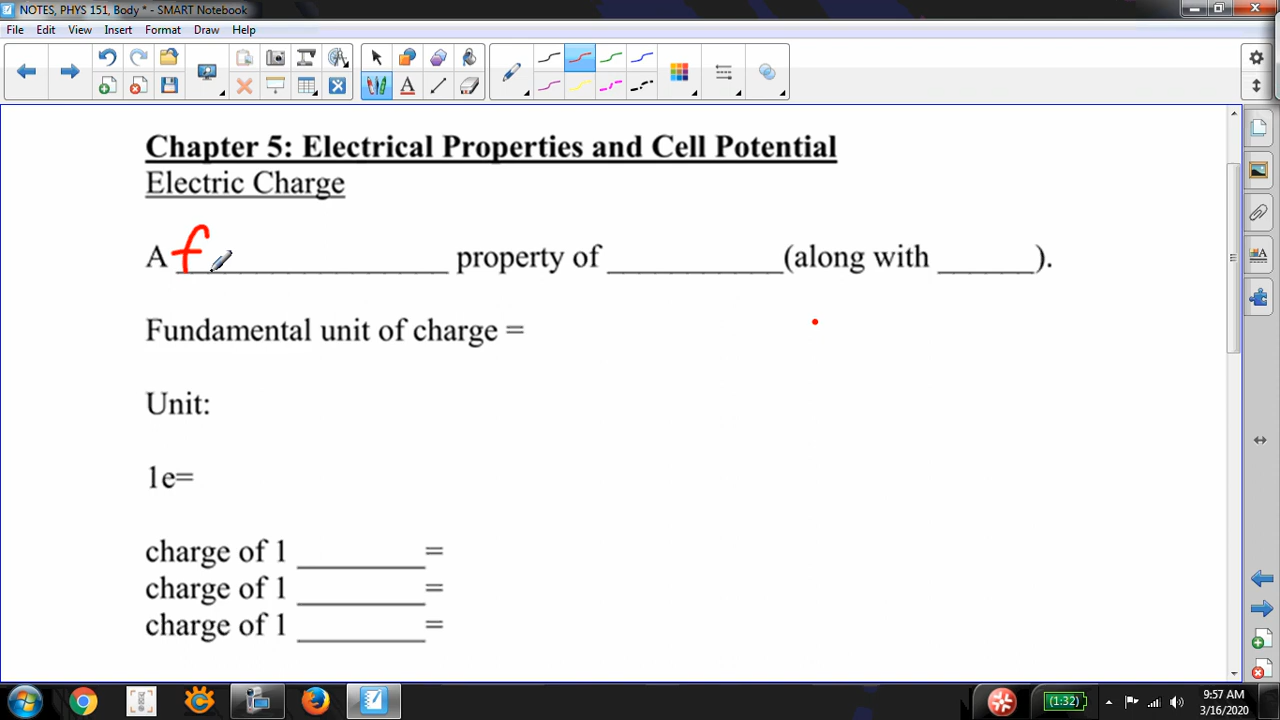 NOTES, PHYS 151, Body * - SMART Notebook
File Edit View Insert Format Draw Help
Chapter 5: Electrical Properties and Cell Potential
Electric Charge
A f_________________ property of ___________(along with ______).
Fundamental unit of charge =
Unit:
1e=
charge of 1 ________=
charge of 1 ________=
charge of 1 ________=
(1:32)
9:57 AM
3/16/2020